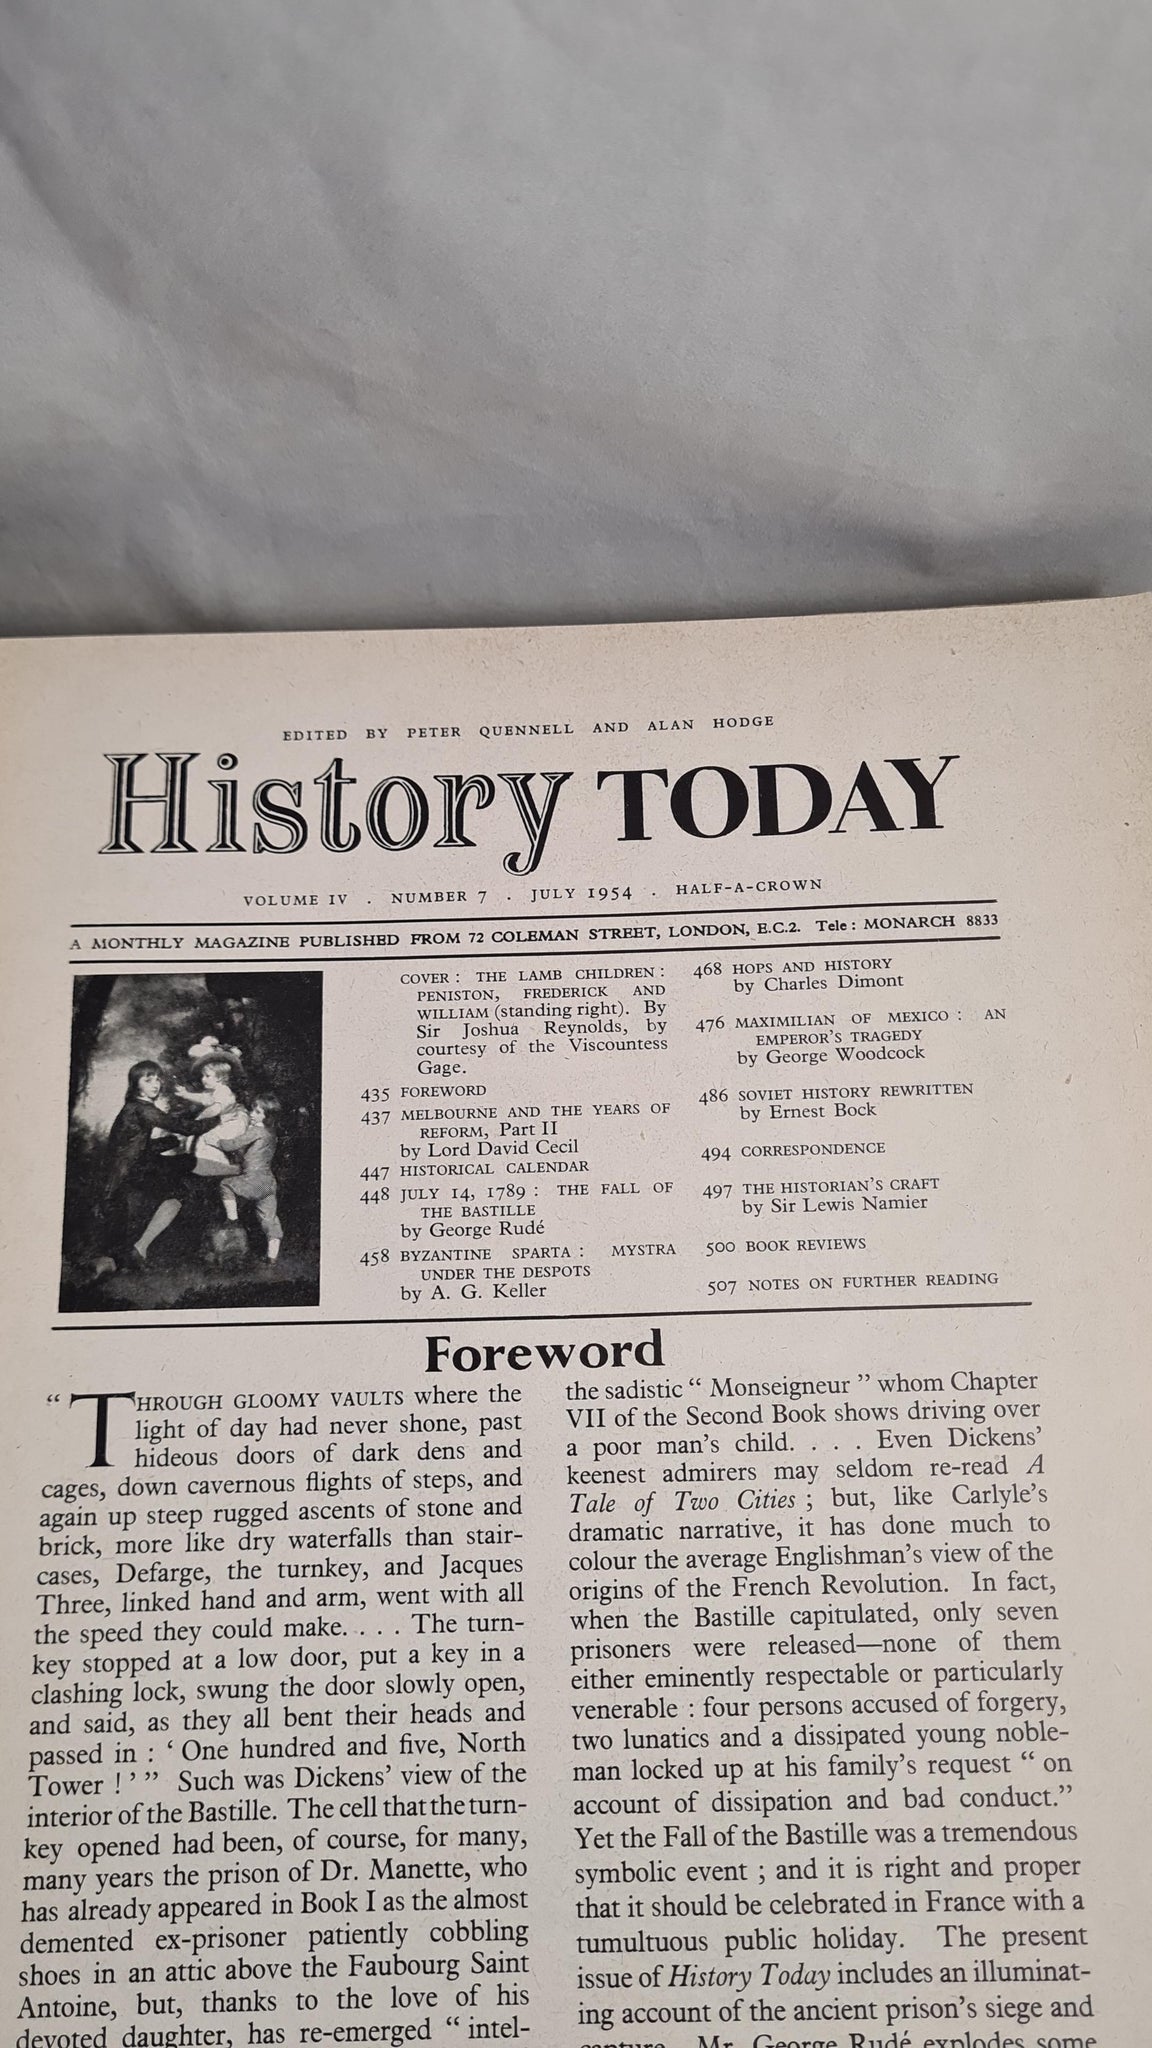 EDITED BY PETER QUENNELL AND ALAN HODGE
History TODAY
VOLUME IV . NUMBER 7 . JULY 1954 . HALF-A-CROWN
A MONTHLY MAGAZINE PUBLISHED FROM 72 COLEMAN STREET, LONDON, E.C.2. Tele : MONARCH 8833
COVER : THE LAMB CHILDREN :
PENISTON, FREDERICK AND
WILLIAM (standing right). By
Sir Joshua Reynolds, by
courtesy of the Viscountess
Gage.
435 FOREWORD
437 MELBOURNE AND THE YEARS OF
REFORM, Part II
by Lord David Cecil
447 HISTORICAL CALENDAR
448 JULY 14, 1789 : THE FALL OF
THE BASTILLE
by George Rudé
458 BYZANTINE SPARTA : MYSTRA
UNDER THE DESPOTS
by A. G. Keller
468 HOPS AND HISTORY
by Charles Dimont
476 MAXIMILIAN OF MEXICO : AN
EMPEROR'S TRAGEDY
by George Woodcock
486 SOVIET HISTORY REWRITTEN
by Ernest Bock
494 CORRESPONDENCE
497 THE HISTORIAN'S CRAFT
by Sir Lewis Namier
500 BOOK REVIEWS
507 NOTES ON FURTHER READING
Foreword
“ THROUGH GLOOMY VAULTS where the
light of day had never shone, past
hideous doors of dark dens and
cages, down cavernous flights of steps, and
again up steep rugged ascents of stone and
brick, more like dry waterfalls than stair-
cases, Defarge, the turnkey, and Jacques
Three, linked hand and arm, went with all
the speed they could make. . . . The turn-
key stopped at a low door, put a key in a
clashing lock, swung the door slowly open,
and said, as they all bent their heads and
passed in : ‘ One hundred and five, North
Tower ! ’ ” Such was Dickens’ view of the
interior of the Bastille. The cell that the turn-
key opened had been, of course, for many,
many years the prison of Dr. Manette, who
has already appeared in Book I as the almost
demented ex-prisoner patiently cobbling
shoes in an attic above the Faubourg Saint
Antoine, but, thanks to the love of his
devoted daughter, has re-emerged “ intel-
the sadistic “ Monseigneur ” whom Chapter
VII of the Second Book shows driving over
a poor man’s child. . . . Even Dickens’
keenest admirers may seldom re-read A
Tale of Two Cities ; but, like Carlyle’s
dramatic narrative, it has done much to
colour the average Englishman’s view of the
origins of the French Revolution. In fact,
when the Bastille capitulated, only seven
prisoners were released—none of them
either eminently respectable or particularly
venerable : four persons accused of forgery,
two lunatics and a dissipated young noble-
man locked up at his family’s request “ on
account of dissipation and bad conduct.”
Yet the Fall of the Bastille was a tremendous
symbolic event ; and it is right and proper
that it should be celebrated in France with a
tumultuous public holiday. The present
issue of History Today includes an illuminat-
ing account of the ancient prison’s siege and
capture. Mr. George Rudé explodes some